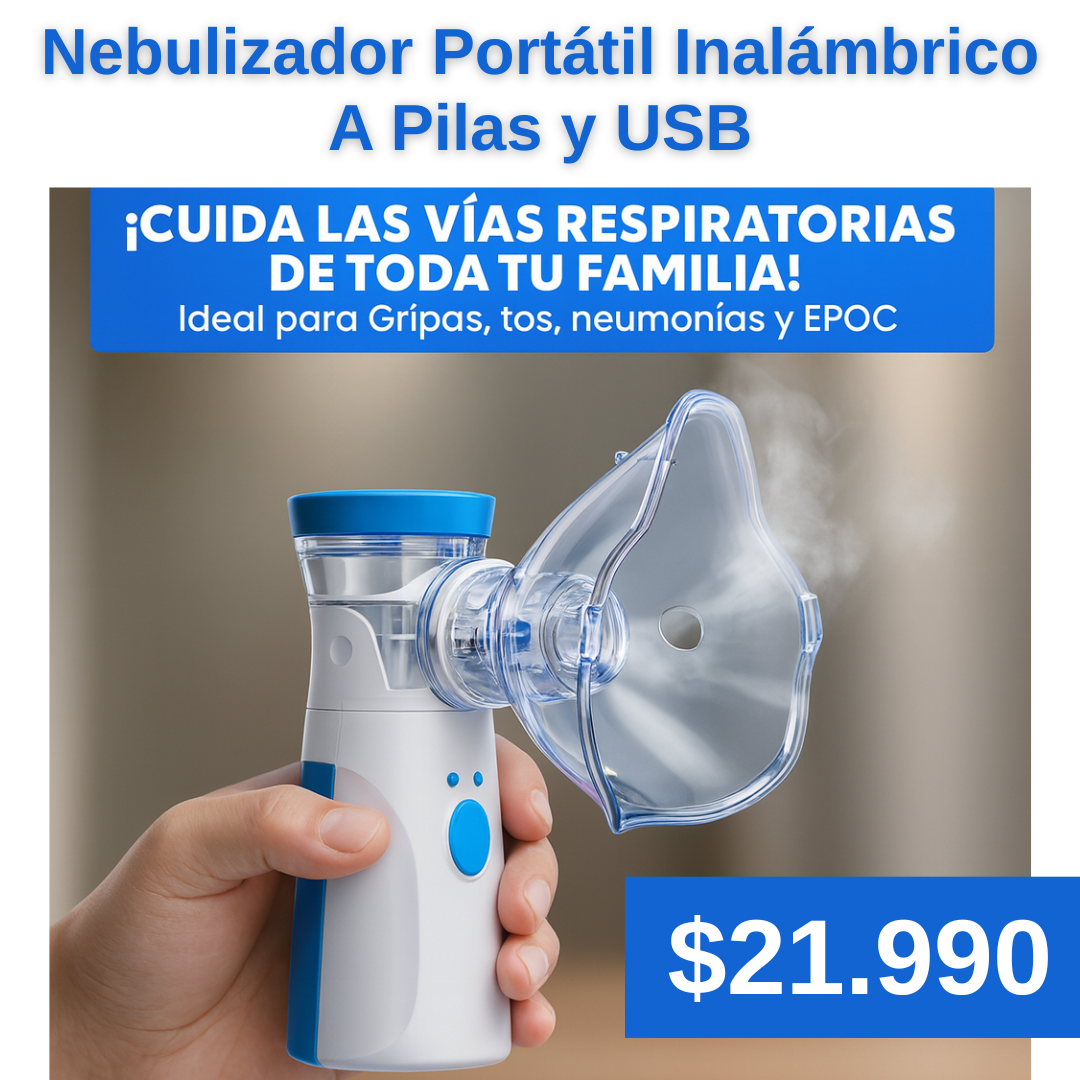 Nebulizador Portátil Inalámbrico
A Pilas y USB
¡CUIDA LAS VÍAS RESPIRATORIAS
DE TODA TU FAMILIA!
Ideal para Grípas, tos, neumonías y EPOC
$21.990